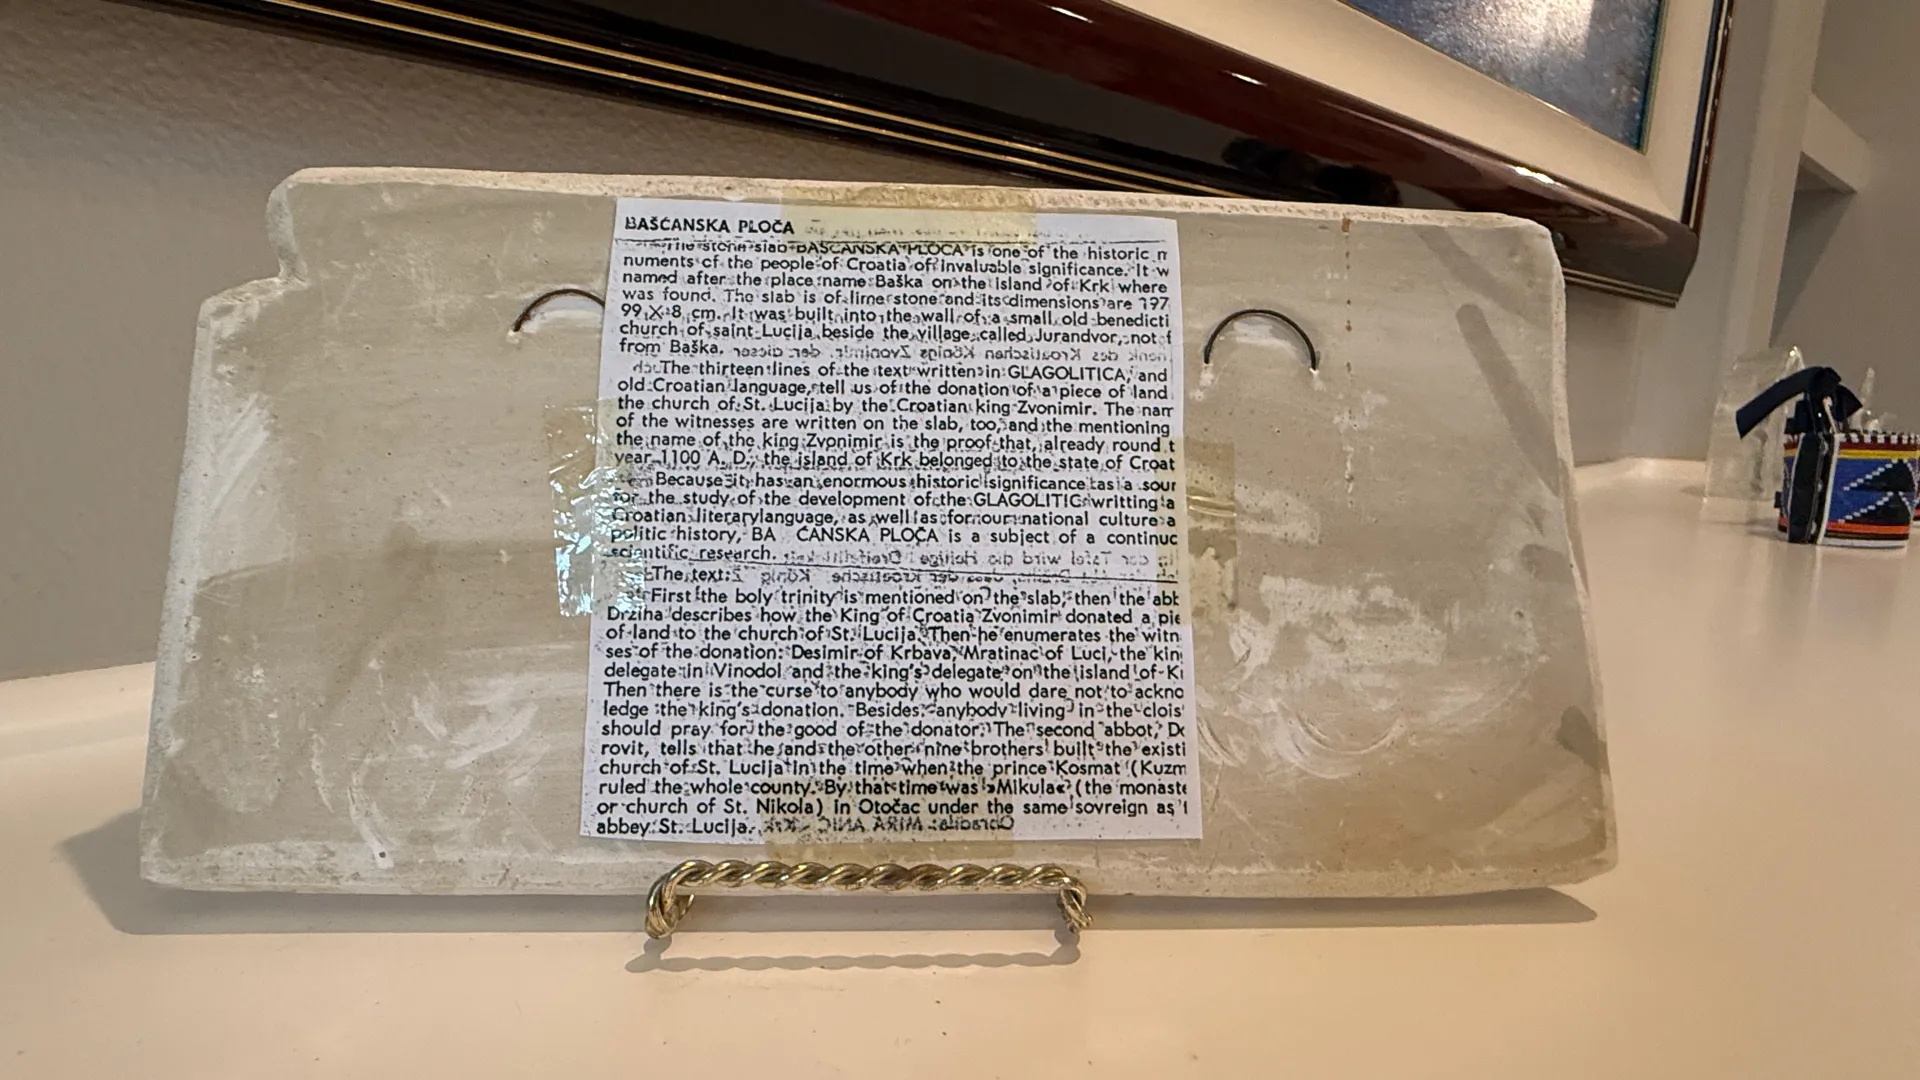 BAŠĆANSKA PLOČA
The stone slab BAŠĆANSKA PLOČA is one of the historic m
numents of the people of Croatia of invaluable significance. It w
named after the place name Baška on the island of Krk where
was found. The slab is of lime stone and its dimensions are 197
99 X 8 cm. It was built into the wall of a small old benedicti
church of saint Lucija beside the village called Jurandvor, not f
from Baška.
The thirteen lines of the text written in GLAGOLITICA, and
old Croatian language, tell us of the donation of a piece of land
the church of St. Lucija by the Croatian king Zvonimir. The nam
of the witnesses are written on the slab, too, and the mentioning
the name of the king Zvonimir is the proof that, already round t
year 1100 A. D., the island of Krk belonged to the state of Croat
Because it has an enormous historic significance as a sour
for the study of the development of the GLAGOLITIC writting a
Croatian literary language, as well as for our national culture a
politic history, BA ĆANSKA PLOČA is a subject of a continuo
scientific research.
The text:
First the boly trinity is mentioned on the slab, then the abb
Držiha describes how the King of Croatia Zvonimir donated a pie
of land to the church of St. Lucija. Then he enumerates the witn
ses of the donation: Desimir of Krbava, Mratinac of Luci, the kin
delegate in Vinodol and the king's delegate on the island of K
Then there is the curse to anybody who would dare not to ackno
ledge the king's donation. Besides, anybody living in the clois
should pray for the good of the donator. The second abbot, Do
rovit, tells that he and the other nine brothers built the existi
church of St. Lucija in the time when the prince Kosmat (Kuzm
ruled the whole county. By that time was »Mikula« (the monaste
or church of St. Nikola) in Otočac under the same sovreign as t
abbey St. Lucija.